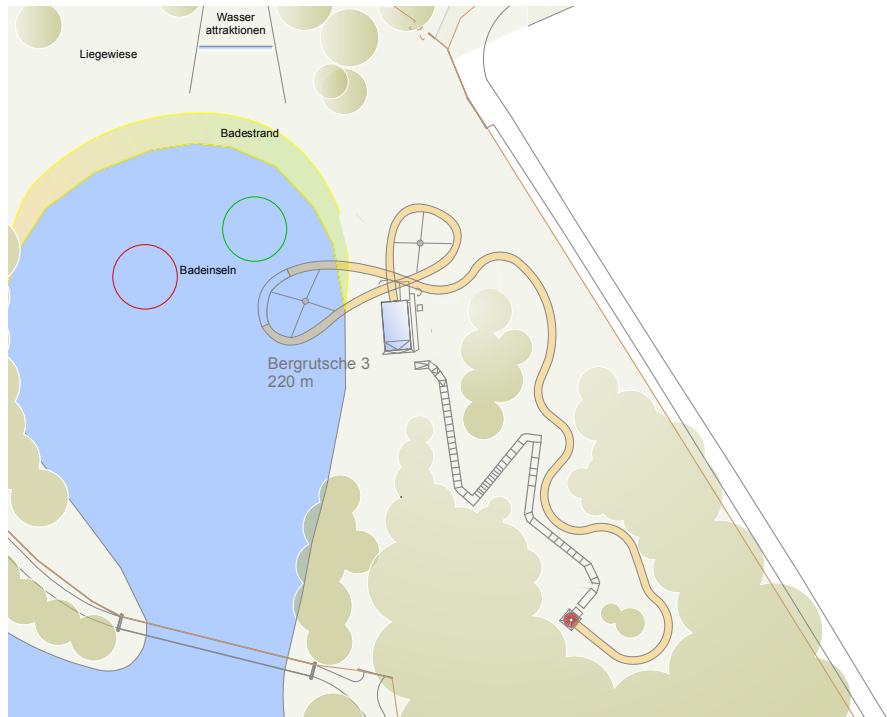 Wasser
attraktionen
Liegewiese
Badestrand
Badeinseln
Bergrutsche 3
220 m